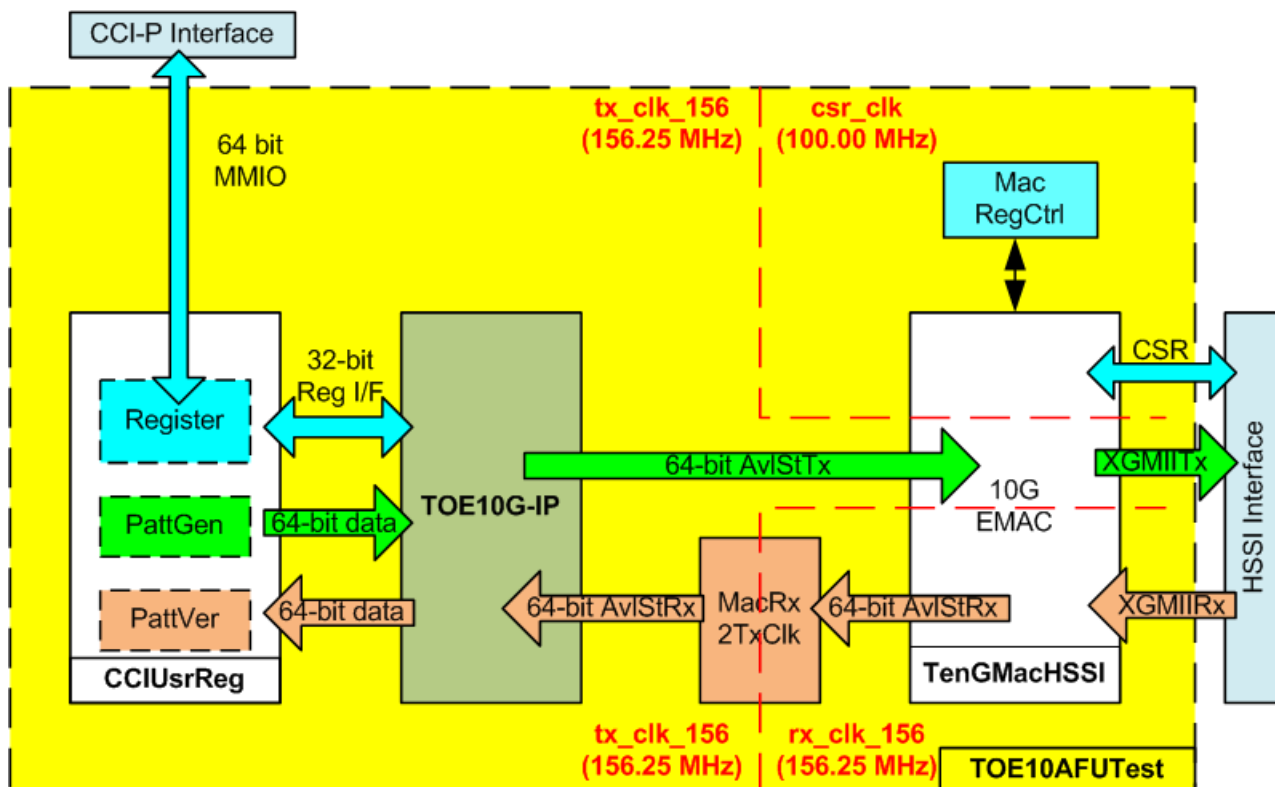 CCI-P Interface
64 bit
MMIO
tx_clk_156
(156.25 MHz)
csr_clk
(100.00 MHz)
Mac
RegCtrl
32-bit
Reg I/F
Register
CSR
TOE10G-IP
64-bit AvlStTx
XGMIITx
10G
EMAC
PattGen
64-bit data
HSSI Interface
PattVer
64-bit data
64-bit AvlStRx
MacRx
2TxClk
64-bit AvlStRx
XGMIIRx
CCIUsrReg
TenGMacHSSI
tx_clk_156
(156.25 MHz)
rx_clk_156
(156.25 MHz)
TOE10AFUTest